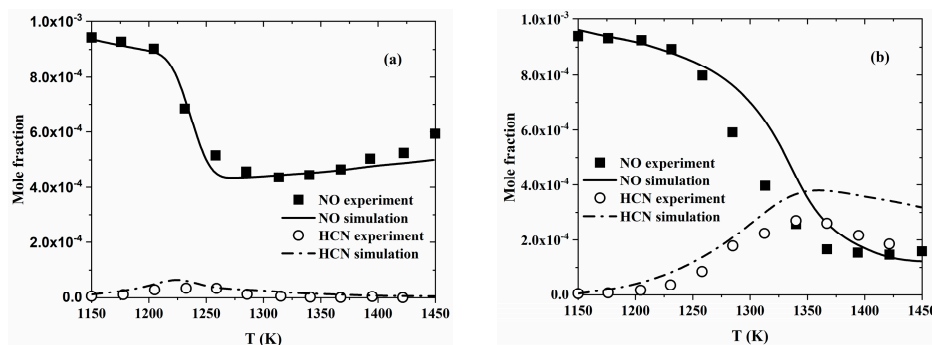 1.0x10⁻³
8.0x10⁻⁴
6.0x10⁻⁴
4.0x10⁻⁴
2.0x10⁻⁴
0.0
Mole fraction
(a)
NO experiment
NO simulation
HCN experiment
HCN simulation
1150 1200 1250 1300 1350 1400 1450
T (K)
1.0x10⁻³
8.0x10⁻⁴
6.0x10⁻⁴
4.0x10⁻⁴
2.0x10⁻⁴
0.0
Mole fraction
(b)
NO experiment
NO simulation
HCN experiment
HCN simulation
1150 1200 1250 1300 1350 1400 1450
T (K)